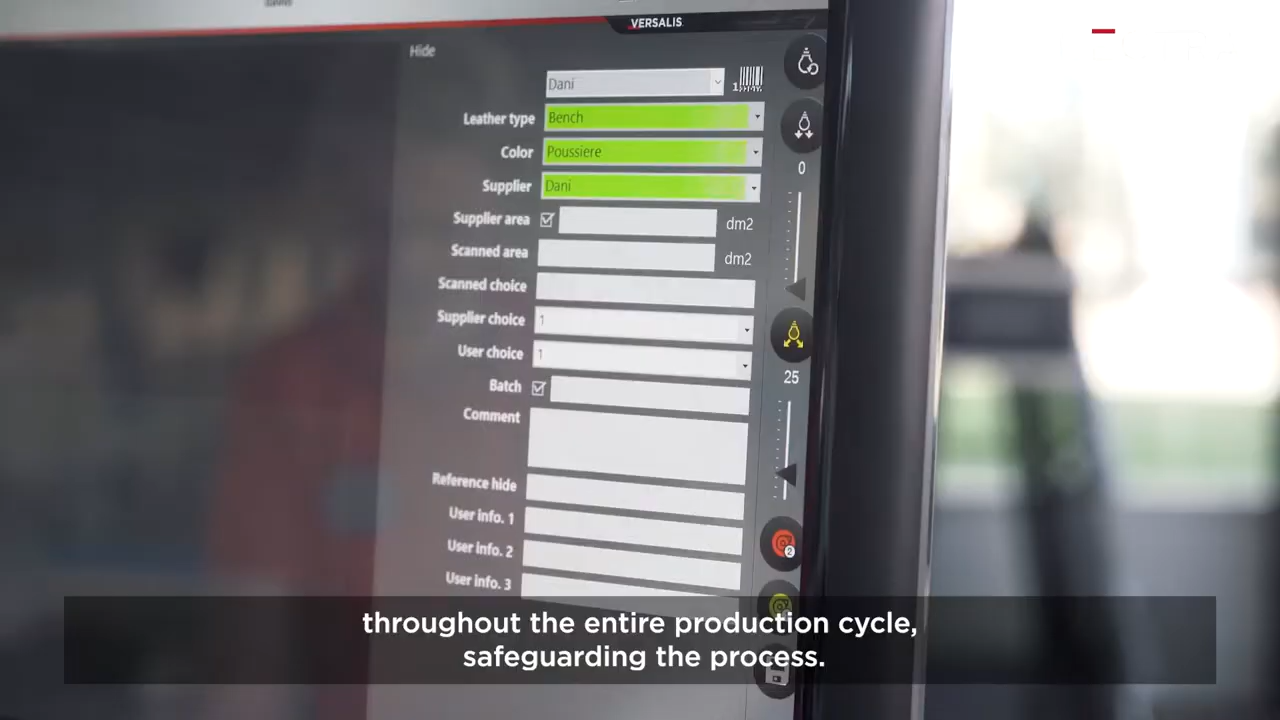 VERSALIS
Hide
Dani
Leather type Bench
Color Poussiere
Supplier Dani
0
Supplier area dm2
Scanned area dm2
Scanned choice
Supplier choice 1
User choice 1
25
Batch
Comment
Reference hide
User info. 1
User info. 2
2
User info. 3
throughout the entire production cycle,
safeguarding the process.